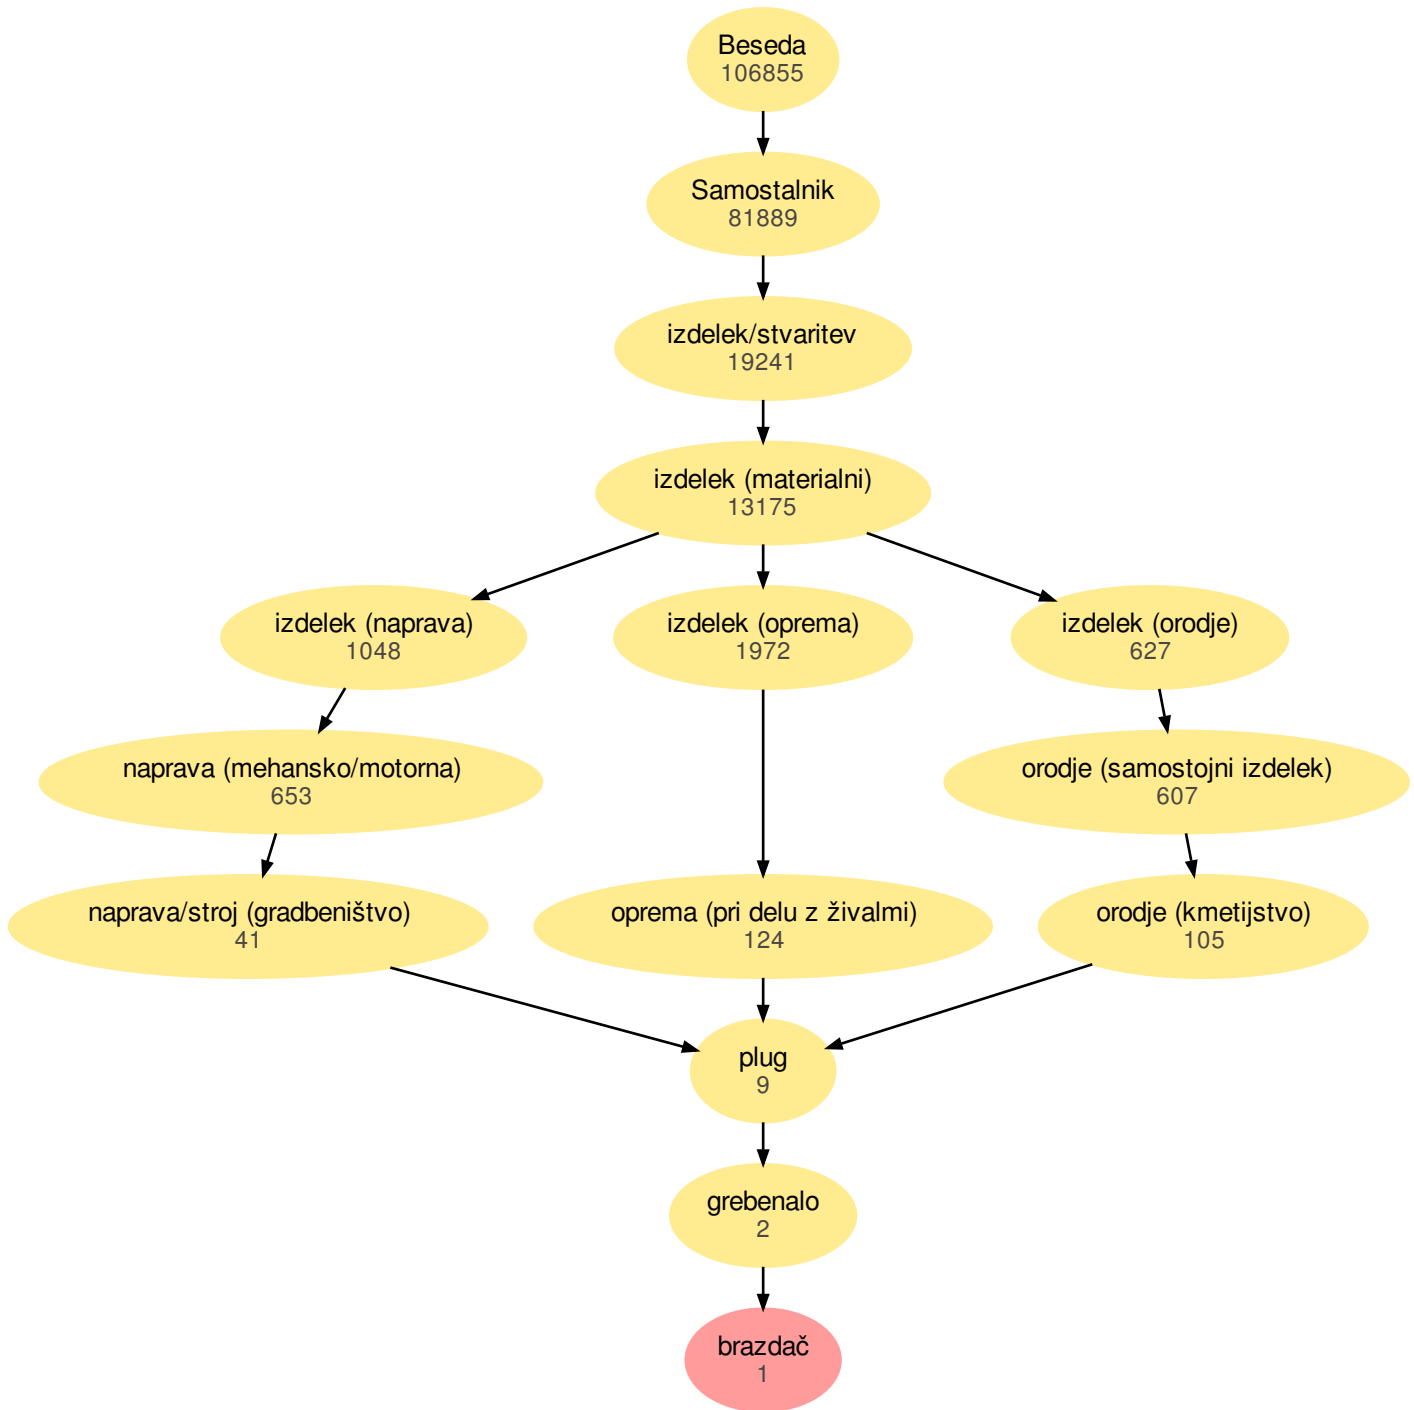 Beseda
106855
Samostalnik
81889
izdelek/stvaritev
19241
izdelek (materialni)
13175
izdelek (naprava)
1048
izdelek (oprema)
1972
izdelek (orodje)
627
naprava (mehansko/motorna)
653
orodje (samostojni izdelek)
607
naprava/stroj (gradbeništvo)
41
oprema (pri delu z živalmi)
124
orodje (kmetijstvo)
105
plug
9
grebenalo
2
brazdač
1